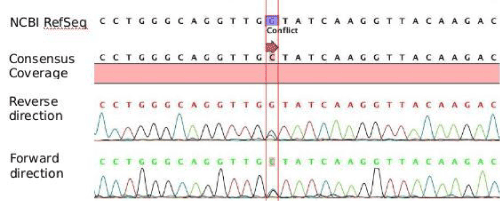 NCBI RefSeq C C T G G G C A G G T T G G T A T C A A G G T T A C A A G A C
Conflict
Consensus C C T G G G C A G G T T G C T A T C A A G G T T A C A A G A C
Coverage
Reverse C C T G G G C A G G T T G G T A T C A A G G T T A C A A G A C
direction
Forward C C T G G G C A G G T T G C T A T C A A G G T T A C A A G A C
direction